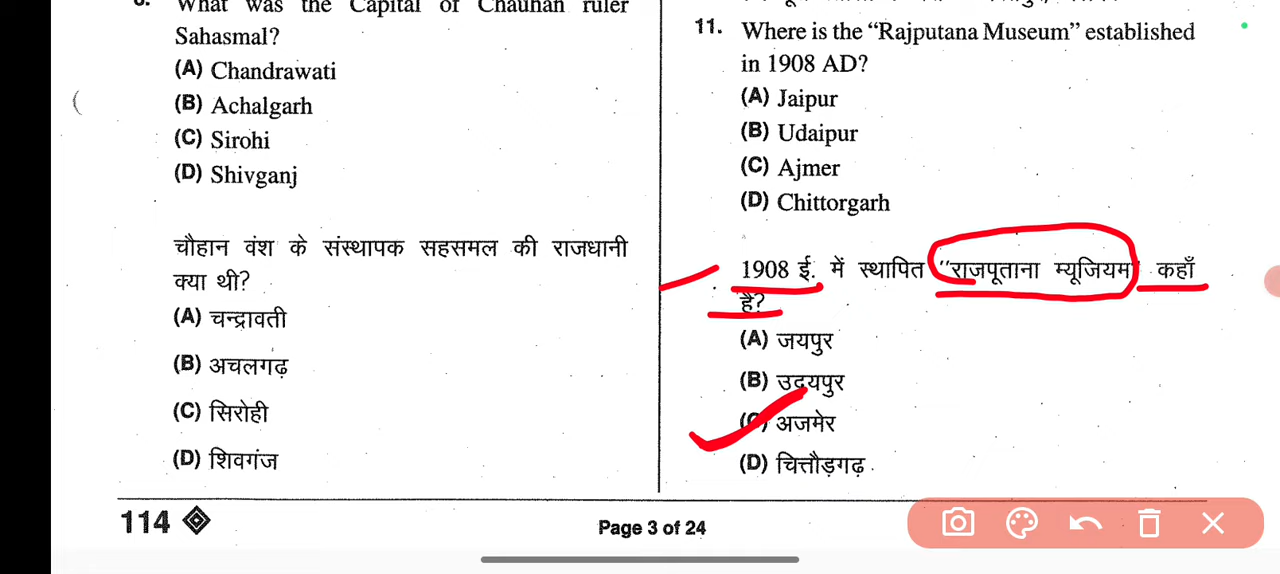 What was the Capital of Chauhan ruler
Sahasmal?
(A) Chandrawati
(B) Achalgarh
(C) Sirohi
(D) Shivganj
चौहान वंश के संस्थापक सहसमल की राजधानी
क्या थी?
(A) चन्द्रावती
(B) अचलगढ़
(C) सिरोही
(D) शिवगंज
11. Where is the “Rajputana Museum” established
in 1908 AD?
(A) Jaipur
(B) Udaipur
(C) Ajmer
(D) Chittorgarh
1908 ई. में स्थापित "राजपूताना म्यूजियम" कहाँ
है?
(A) जयपुर
(B) उदयपुर
(C) अजमेर
(D) चित्तौड़गढ़
114
Page 3 of 24